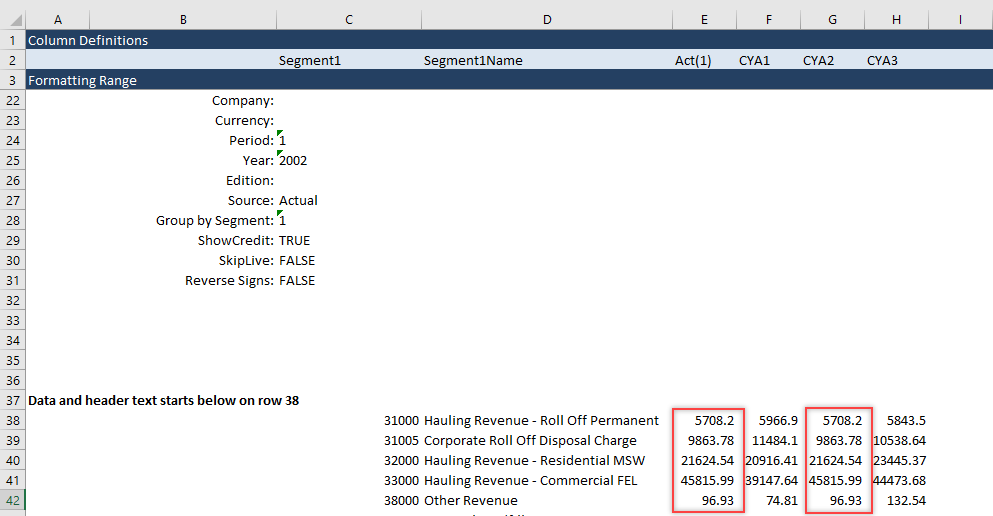 A B C D E F G H I
1 Column Definitions
2 Segment1 Segment1Name Act(1) CYA1 CYA2 CYA3
3 Formatting Range
22 Company:
23 Currency:
24 Period: 1
25 Year: 2002
26 Edition:
27 Source: Actual
28 Group by Segment: 1
29 ShowCredit: TRUE
30 SkipLive: FALSE
31 Reverse Signs: FALSE
32
33
34
35
36
37 Data and header text starts below on row 38
38 31000 Hauling Revenue - Roll Off Permanent 5708.2 5966.9 5708.2 5843.5
39 31005 Corporate Roll Off Disposal Charge 9863.78 11484.1 9863.78 10538.64
40 32000 Hauling Revenue - Residential MSW 21624.54 20916.41 21624.54 23445.37
41 33000 Hauling Revenue - Commercial FEL 45815.99 39147.64 45815.99 44473.68
42 38000 Other Revenue 96.93 74.81 96.93 132.54